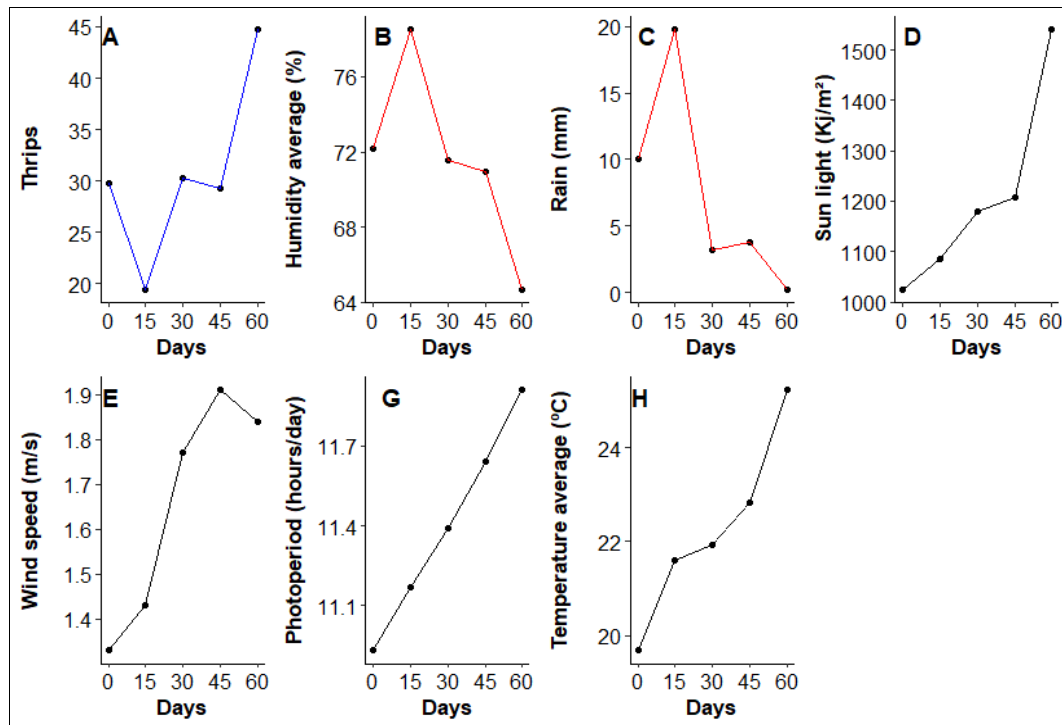 A
Thrips
45
40
35
30
25
20
0 15 30 45 60
Days
B
Humidity average (%)
76
72
68
64
0 15 30 45 60
Days
C
Rain (mm)
20
15
10
5
0
0 15 30 45 60
Days
D
Sun light (Kj/m²)
1500
1400
1300
1200
1100
1000
0 15 30 45 60
Days
E
Wind speed (m/s)
1.9
1.8
1.7
1.6
1.5
1.4
0 15 30 45 60
Days
G
Photoperiod (hours/day)
11.7
11.4
11.1
0 15 30 45 60
Days
H
Temperature average (ºC)
24
22
20
0 15 30 45 60
Days